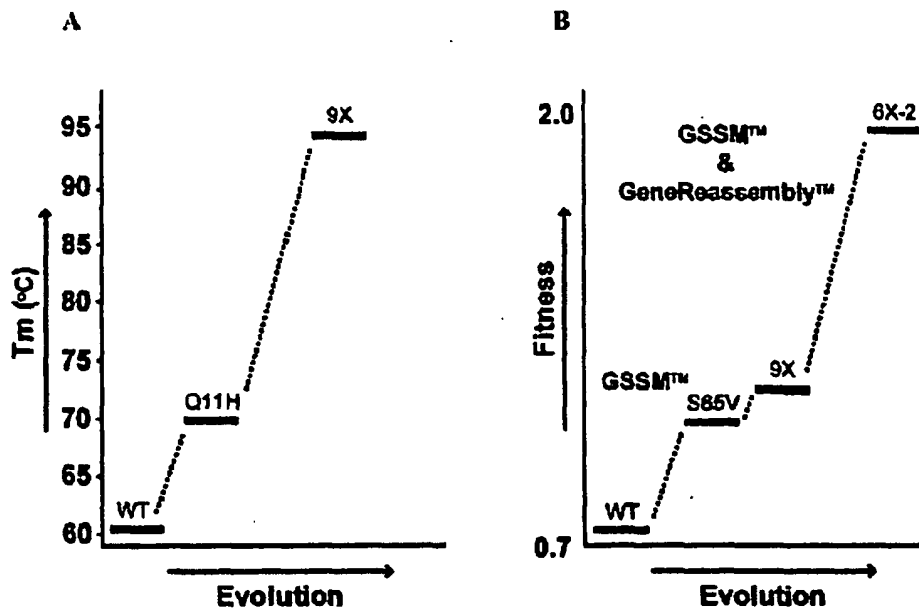 A
Tm (°C)
95
90
85
80
75
70
65
60
9X
Q11H
WT
Evolution
B
Fitness
2.0
0.7
6X-2
GSSM™
&
GeneReassembly™
GSSM™
9X
S65V
WT
Evolution